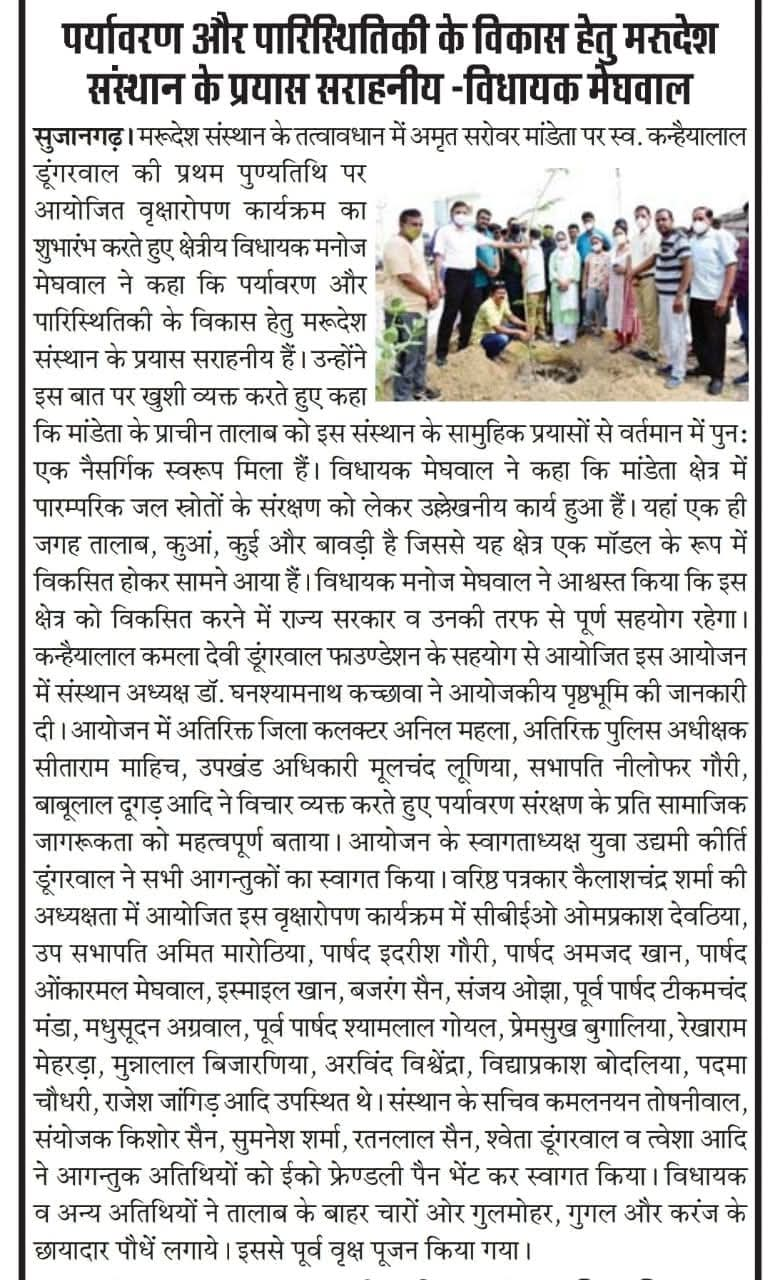 पर्यावरण और पारिस्थितिकी के विकास हेतु मरुदेश
संस्थान के प्रयास सराहनीय -विधायक मेघवाल
सुजानगढ़। मरूदेश संस्थान के तत्वावधान में अमृत सरोवर मांडेता पर स्व. कन्हैयालाल
डूंगरवाल की प्रथम पुण्यतिथि पर
आयोजित वृक्षारोपण कार्यक्रम का
शुभारंभ करते हुए क्षेत्रीय विधायक मनोज
मेघवाल ने कहा कि पर्यावरण और
पारिस्थितिकी के विकास हेतु मरूदेश
संस्थान के प्रयास सराहनीय हैं। उन्होंने
इस बात पर खुशी व्यक्त करते हुए कहा
कि मांडेता के प्राचीन तालाब को इस संस्थान के सामुहिक प्रयासों से वर्तमान में पुन:
एक नैसर्गिक स्वरूप मिला हैं। विधायक मेघवाल ने कहा कि मांडेता क्षेत्र में
पारम्परिक जल स्रोतों के संरक्षण को लेकर उल्लेखनीय कार्य हुआ हैं। यहां एक ही
जगह तालाब, कुआं, कुई और बावड़ी है जिससे यह क्षेत्र एक मॉडल के रूप में
विकसित होकर सामने आया हैं। विधायक मनोज मेघवाल ने आश्वस्त किया कि इस
क्षेत्र को विकसित करने में राज्य सरकार व उनकी तरफ से पूर्ण सहयोग रहेगा।
कन्हैयालाल कमला देवी डूंगरवाल फाउण्डेशन के सहयोग से आयोजित इस आयोजन
में संस्थान अध्यक्ष डॉ. घनश्यामनाथ कच्छावा ने आयोजकीय पृष्ठभूमि की जानकारी
दी। आयोजन में अतिरिक्त जिला कलक्टर अनिल महला, अतिरिक्त पुलिस अधीक्षक
सीताराम माहिच, उपखंड अधिकारी मूलचंद लूणिया, सभापति नीलोफर गौरी,
बाबूलाल दूगड़ आदि ने विचार व्यक्त करते हुए पर्यावरण संरक्षण के प्रति सामाजिक
जागरूकता को महत्वपूर्ण बताया। आयोजन के स्वागताध्यक्ष युवा उद्यमी कीर्ति
डूंगरवाल ने सभी आगन्तुकों का स्वागत किया। वरिष्ठ पत्रकार कैलाशचंद्र शर्मा की
अध्यक्षता में आयोजित इस वृक्षारोपण कार्यक्रम में सीबीईओ ओमप्रकाश देवठिया,
उप सभापति अमित मारोठिया, पार्षद इदरीश गौरी, पार्षद अमजद खान, पार्षद
ओंकारमल मेघवाल, इस्माइल खान, बजरंग सैन, संजय ओझा, पूर्व पार्षद टीकमचंद
मंडा, मधुसूदन अग्रवाल, पूर्व पार्षद श्यामलाल गोयल, प्रेमसुख बुगालिया, रेखाराम
मेहरड़ा, मुन्नालाल बिजारणिया, अरविंद विश्वेंद्रा, विद्याप्रकाश बोदलिया, पदमा
चौधरी, राजेश जांगिड़ आदि उपस्थित थे। संस्थान के सचिव कमलनयन तोषनीवाल,
संयोजक किशोर सैन, सुमनेश शर्मा, रतनलाल सैन, श्वेता डूंगरवाल व त्वेशा आदि
ने आगन्तुक अतिथियों को ईको फ्रेण्डली पैन भेंट कर स्वागत किया। विधायक
व अन्य अतिथियों ने तालाब के बाहर चारों ओर गुलमोहर, गुगल और करंज के
छायादार पौधें लगाये। इससे पूर्व वृक्ष पूजन किया गया।